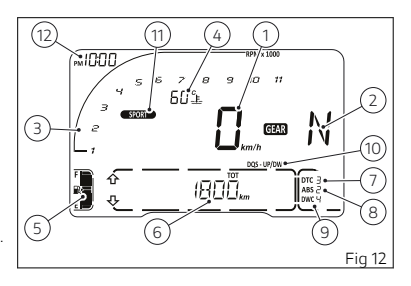 12 11 4 1
PM 10:00 RPM x 1000
1 2 3 4 5 6 7 8 9 10 11
60 °C
SPORT
0 km/h GEAR N
2
3
DQS - UP/DW
10
TOT
F
E
1800 km
DTC 3
ABS 2
DWC 4
7
8
5 6 9
.
Fig 12